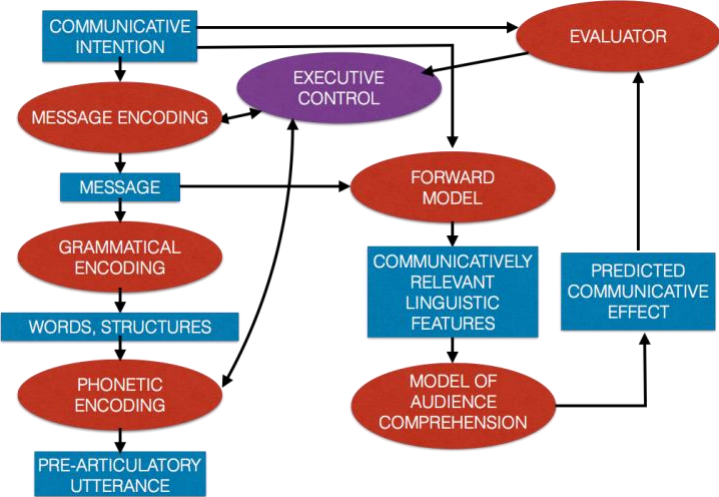 COMMUNICATIVE
INTENTION
EVALUATOR
EXECUTIVE
CONTROL
MESSAGE ENCODING
MESSAGE
FORWARD
MODEL
GRAMMATICAL
ENCODING
COMMUNICATIVELY
RELEVANT
LINGUISTIC
FEATURES
PREDICTED
COMMUNICATIVE
EFFECT
WORDS, STRUCTURES
PHONETIC
ENCODING
MODEL OF
AUDIENCE
COMPREHENSION
PRE-ARTICULATORY
UTTERANCE